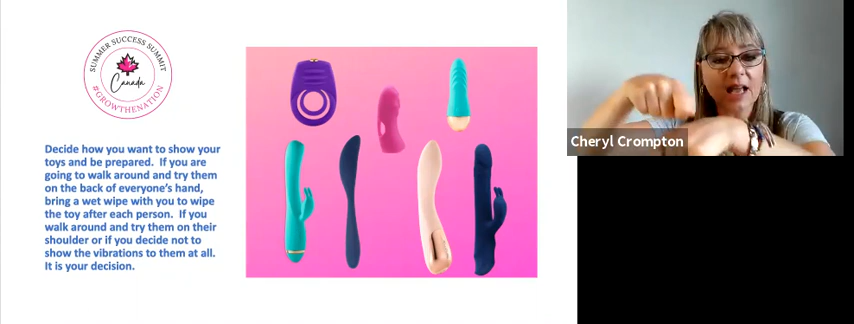 SUMMER SUCCESS SUMMIT
Canada
#GROWTHENATION
Decide how you want to show your
toys and be prepared.  If you are
going to walk around and try them
on the back of everyone's hand,
bring a wet wipe with you to wipe
the toy after each person.  If you
walk around and try them on their
shoulder or if you decide not to
show the vibrations to them at all.
It is your decision.
Cheryl Crompton